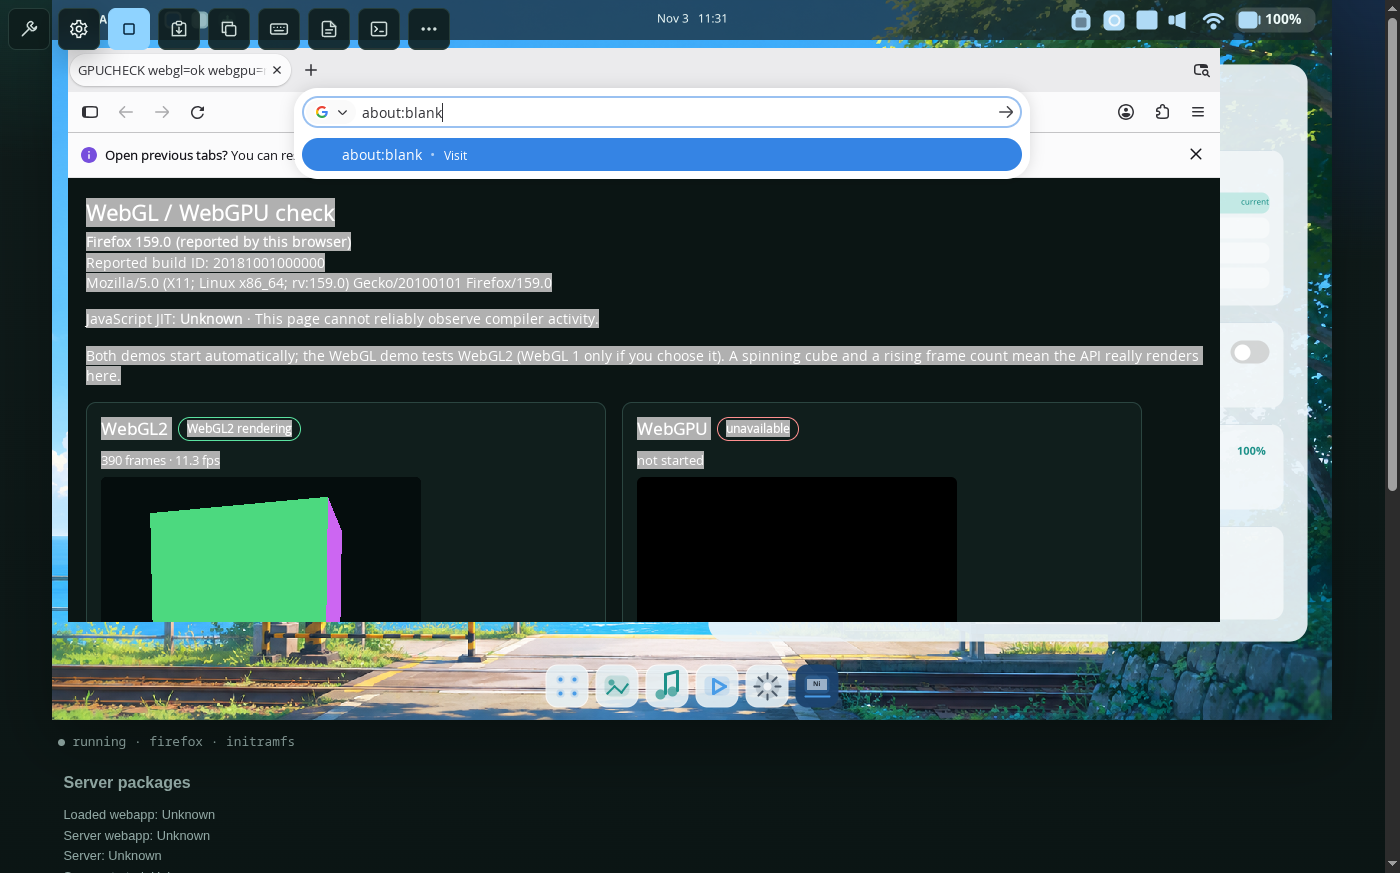 A
Nov 3 11:31
100%
GPUCHECK webgl=ok webgpu=
about:blank
about:blank • Visit
Open previous tabs? You can re
WebGL / WebGPU check
Firefox 159.0 (reported by this browser)
Reported build ID: 20181001000000
Mozilla/5.0 (X11; Linux x86_64; rv:159.0) Gecko/20100101 Firefox/159.0
JavaScript JIT: Unknown · This page cannot reliably observe compiler activity.
Both demos start automatically; the WebGL demo tests WebGL2 (WebGL 1 only if you choose it). A spinning cube and a rising frame count mean the API really renders
here.
WebGL2 WebGL2 rendering
390 frames · 11.3 fps
WebGPU unavailable
not started
current
100%
Ni
● running · firefox · initramfs
Server packages
Loaded webapp: Unknown
Server webapp: Unknown
Server: Unknown